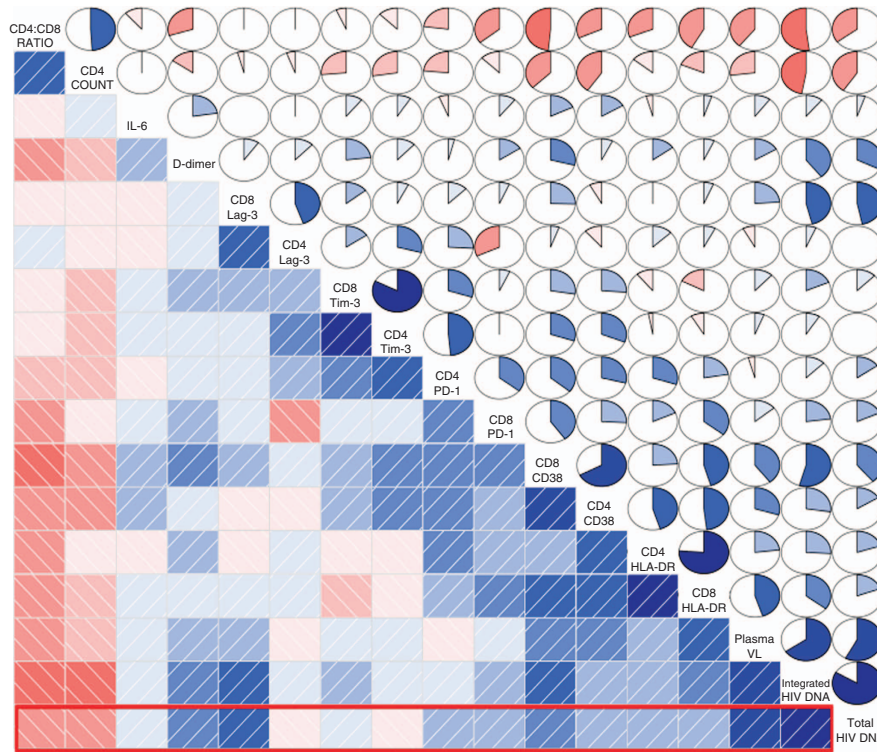 CD4:CD8
RATIO
CD4
COUNT
IL-6
D-dimer
CD8
Lag-3
CD4
Lag-3
CD8
Tim-3
CD4
Tim-3
CD4
PD-1
CD8
PD-1
CD8
CD38
CD4
CD38
CD4
HLA-DR
CD8
HLA-DR
Plasma
VL
Integrated
HIV DNA
Total
HIV DN